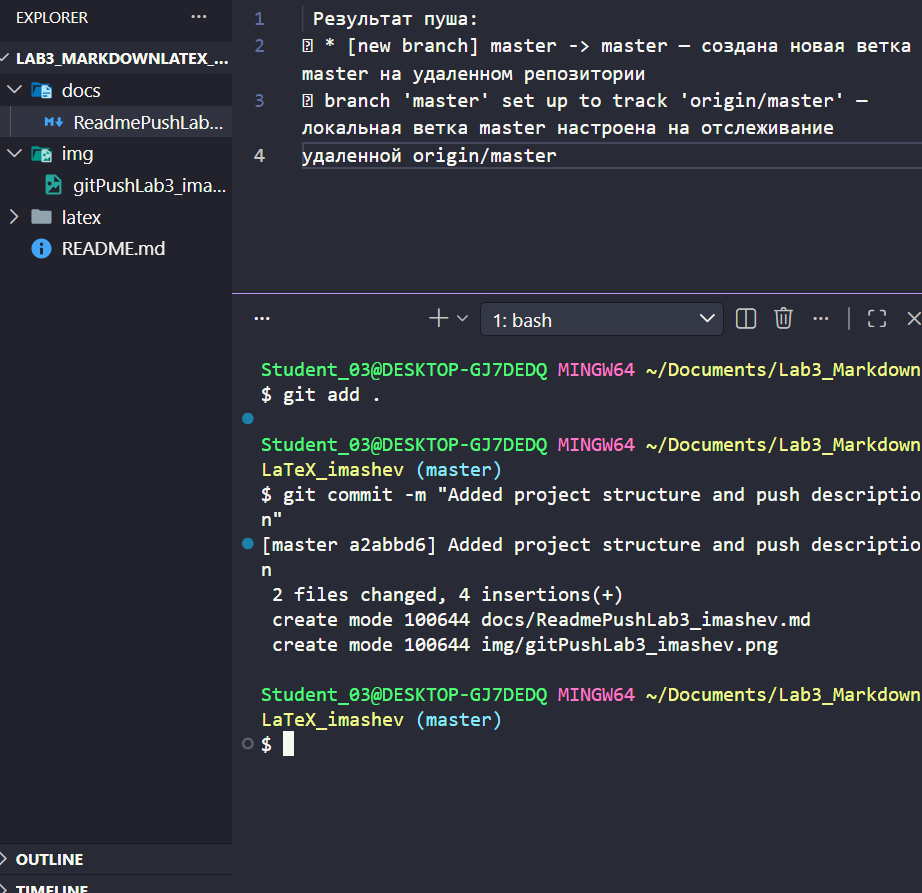 EXPLORER ···
LAB3_MARKDOWNLATEX_...
docs
ReadmePushLab...
img
gitPushLab3_ima...
latex
README.md
OUTLINE
TIMELINE
1 Результат пуша:
2 * [new branch] master -> master — создана новая ветка
master на удаленном репозитории
3 branch 'master' set up to track 'origin/master' —
локальная ветка master настроена на отслеживание
4 удаленной origin/master
1: bash
Student_03@DESKTOP-GJ7DEDQ MINGW64 ~/Documents/Lab3_Markdown
$ git add .
Student_03@DESKTOP-GJ7DEDQ MINGW64 ~/Documents/Lab3_Markdown
LaTeX_imashev (master)
$ git commit -m "Added project structure and push descriptio
n"
[master a2abbd6] Added project structure and push descriptio
n
2 files changed, 4 insertions(+)
create mode 100644 docs/ReadmePushLab3_imashev.md
create mode 100644 img/gitPushLab3_imashev.png
Student_03@DESKTOP-GJ7DEDQ MINGW64 ~/Documents/Lab3_Markdown
LaTeX_imashev (master)
$